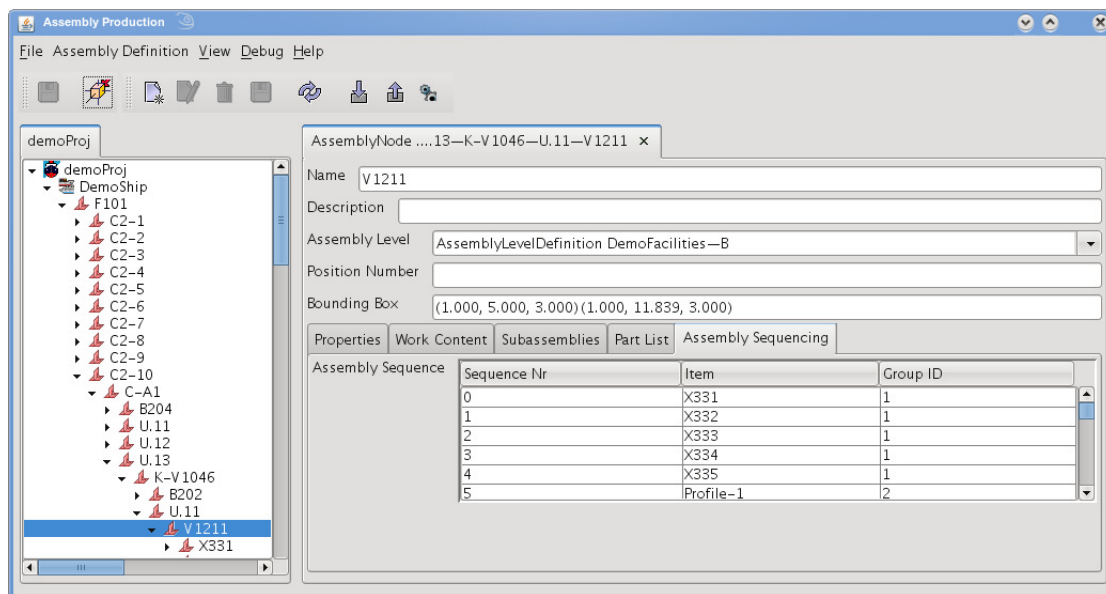 Assembly Production
File Assembly Definition View Debug Help
demoProj
demoProj
DemoShip
F101
C2-1
C2-2
C2-3
C2-4
C2-5
C2-6
C2-7
C2-8
C2-9
C2-10
C-A1
B204
U.11
U.12
U.13
K-V1046
B202
U.11
V1211
X331
AssemblyNode ....13—K-V1046—U.11—V1211 ×
Name V1211
Description
Assembly Level AssemblyLevelDefinition DemoFacilities—B
Position Number
Bounding Box (1.000, 5.000, 3.000)(1.000, 11.839, 3.000)
Properties Work Content Subassemblies Part List Assembly Sequencing
Assembly Sequence
Sequence Nr Item Group ID
0 X331 1
1 X332 1
2 X333 1
3 X334 1
4 X335 1
5 Profile-1 2